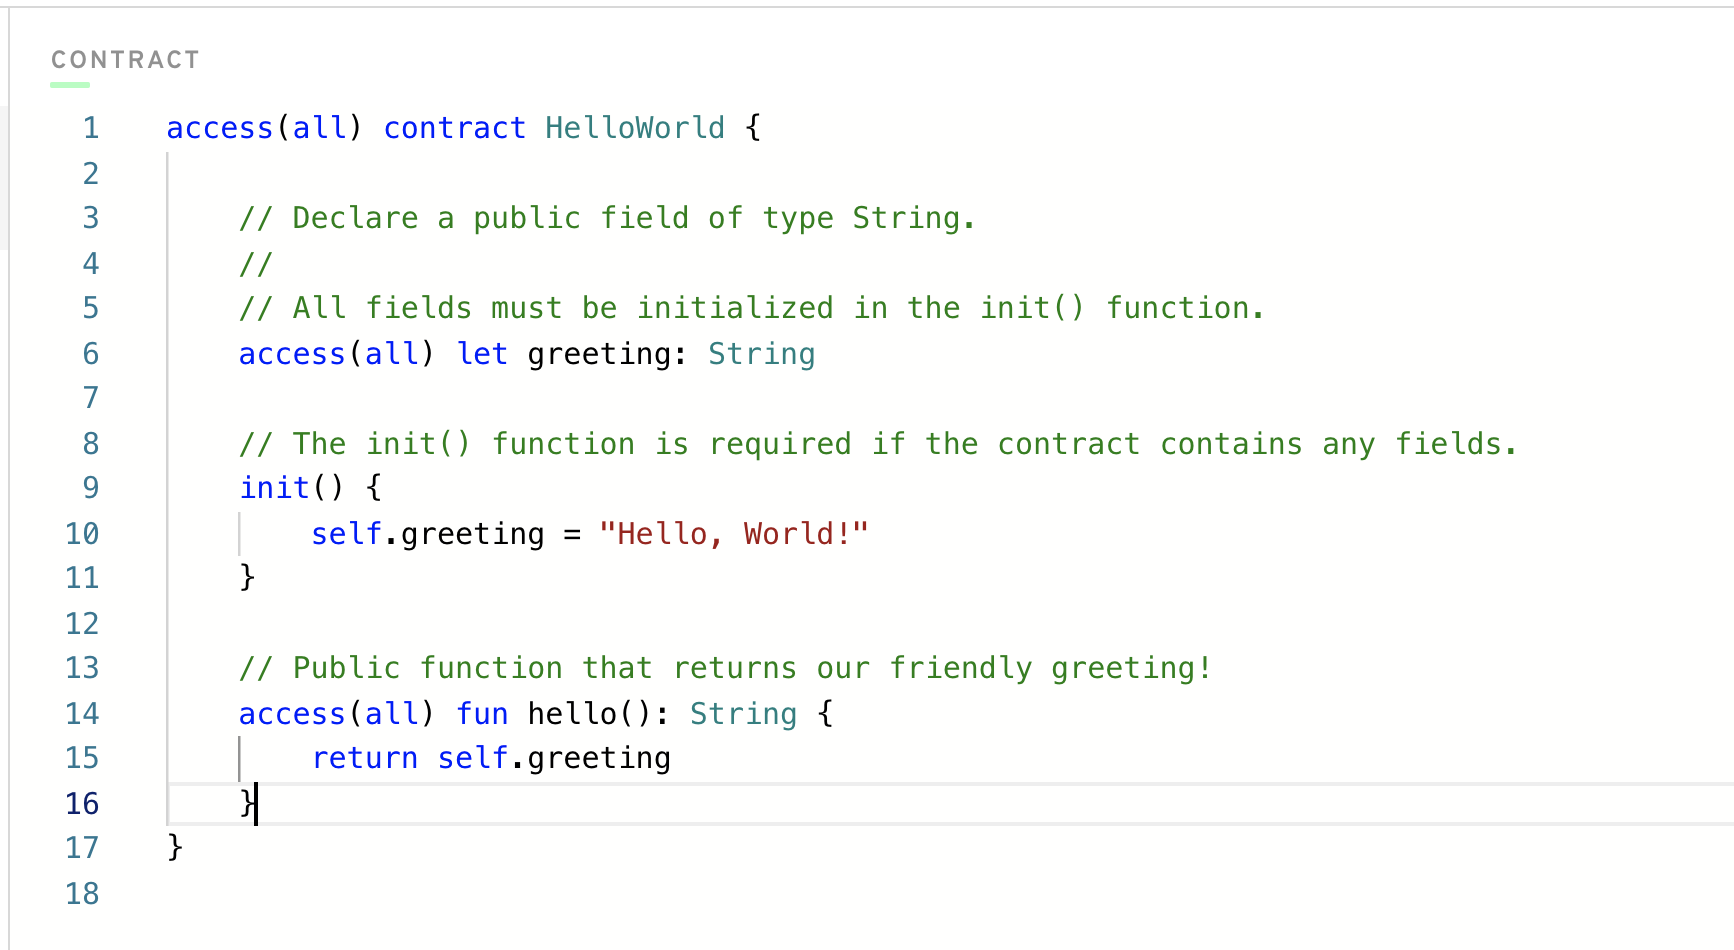 CONTRACT
1 access(all) contract HelloWorld {
2
3 // Declare a public field of type String.
4 //
5 // All fields must be initialized in the init() function.
6 access(all) let greeting: String
7
8 // The init() function is required if the contract contains any fields.
9 init() {
10 self.greeting = "Hello, World!"
11 }
12
13 // Public function that returns our friendly greeting!
14 access(all) fun hello(): String {
15 return self.greeting
16 }
17 }
18